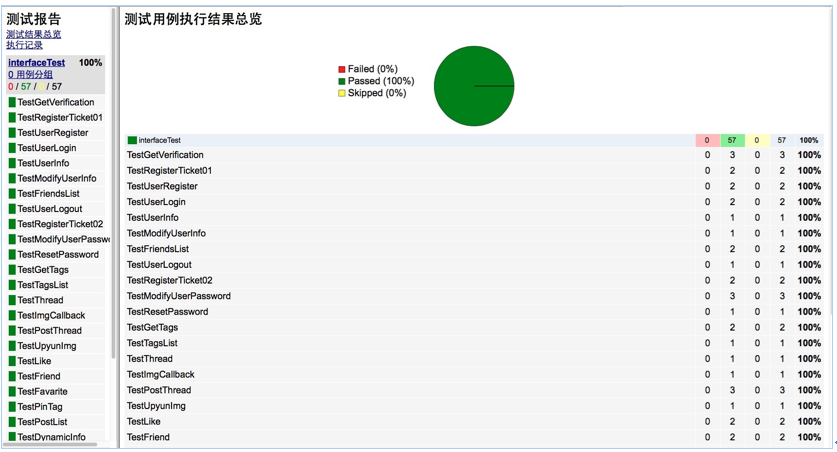 测试报告
测试结果总览
执行记录
interfaceTest 100%
0 用例分组
0 / 57 / / 57
TestGetVerification
TestRegisterTicket01
TestUserRegister
TestUserLogin
TestUserInfo
TestModifyUserInfo
TestFriendsList
TestUserLogout
TestRegisterTicket02
TestModifyUserPassw
TestResetPassword
TestGetTags
TestTagsList
TestThread
TestImgCallback
TestPostThread
TestUpyunImg
TestLike
TestFriend
TestFavarite
TestPinTag
TestPostList
TestDynamicInfo
测试用例执行结果总览
Failed (0%)
Passed (100%)
Skipped (0%)
interfaceTest 0 57 0 57 100%
TestGetVerification 0 3 0 3 100%
TestRegisterTicket01 0 2 0 2 100%
TestUserRegister 0 2 0 2 100%
TestUserLogin 0 2 0 2 100%
TestUserInfo 0 1 0 1 100%
TestModifyUserInfo 0 1 0 1 100%
TestFriendsList 0 2 0 2 100%
TestUserLogout 0 1 0 1 100%
TestRegisterTicket02 0 2 0 2 100%
TestModifyUserPassword 0 3 0 3 100%
TestResetPassword 0 1 0 1 100%
TestGetTags 0 2 0 2 100%
TestTagsList 0 1 0 1 100%
TestThread 0 1 0 1 100%
TestImgCallback 0 1 0 1 100%
TestPostThread 0 3 0 3 100%
TestUpyunImg 0 1 0 1 100%
TestLike 0 2 0 2 100%
TestFriend 0 2 0 2 100%